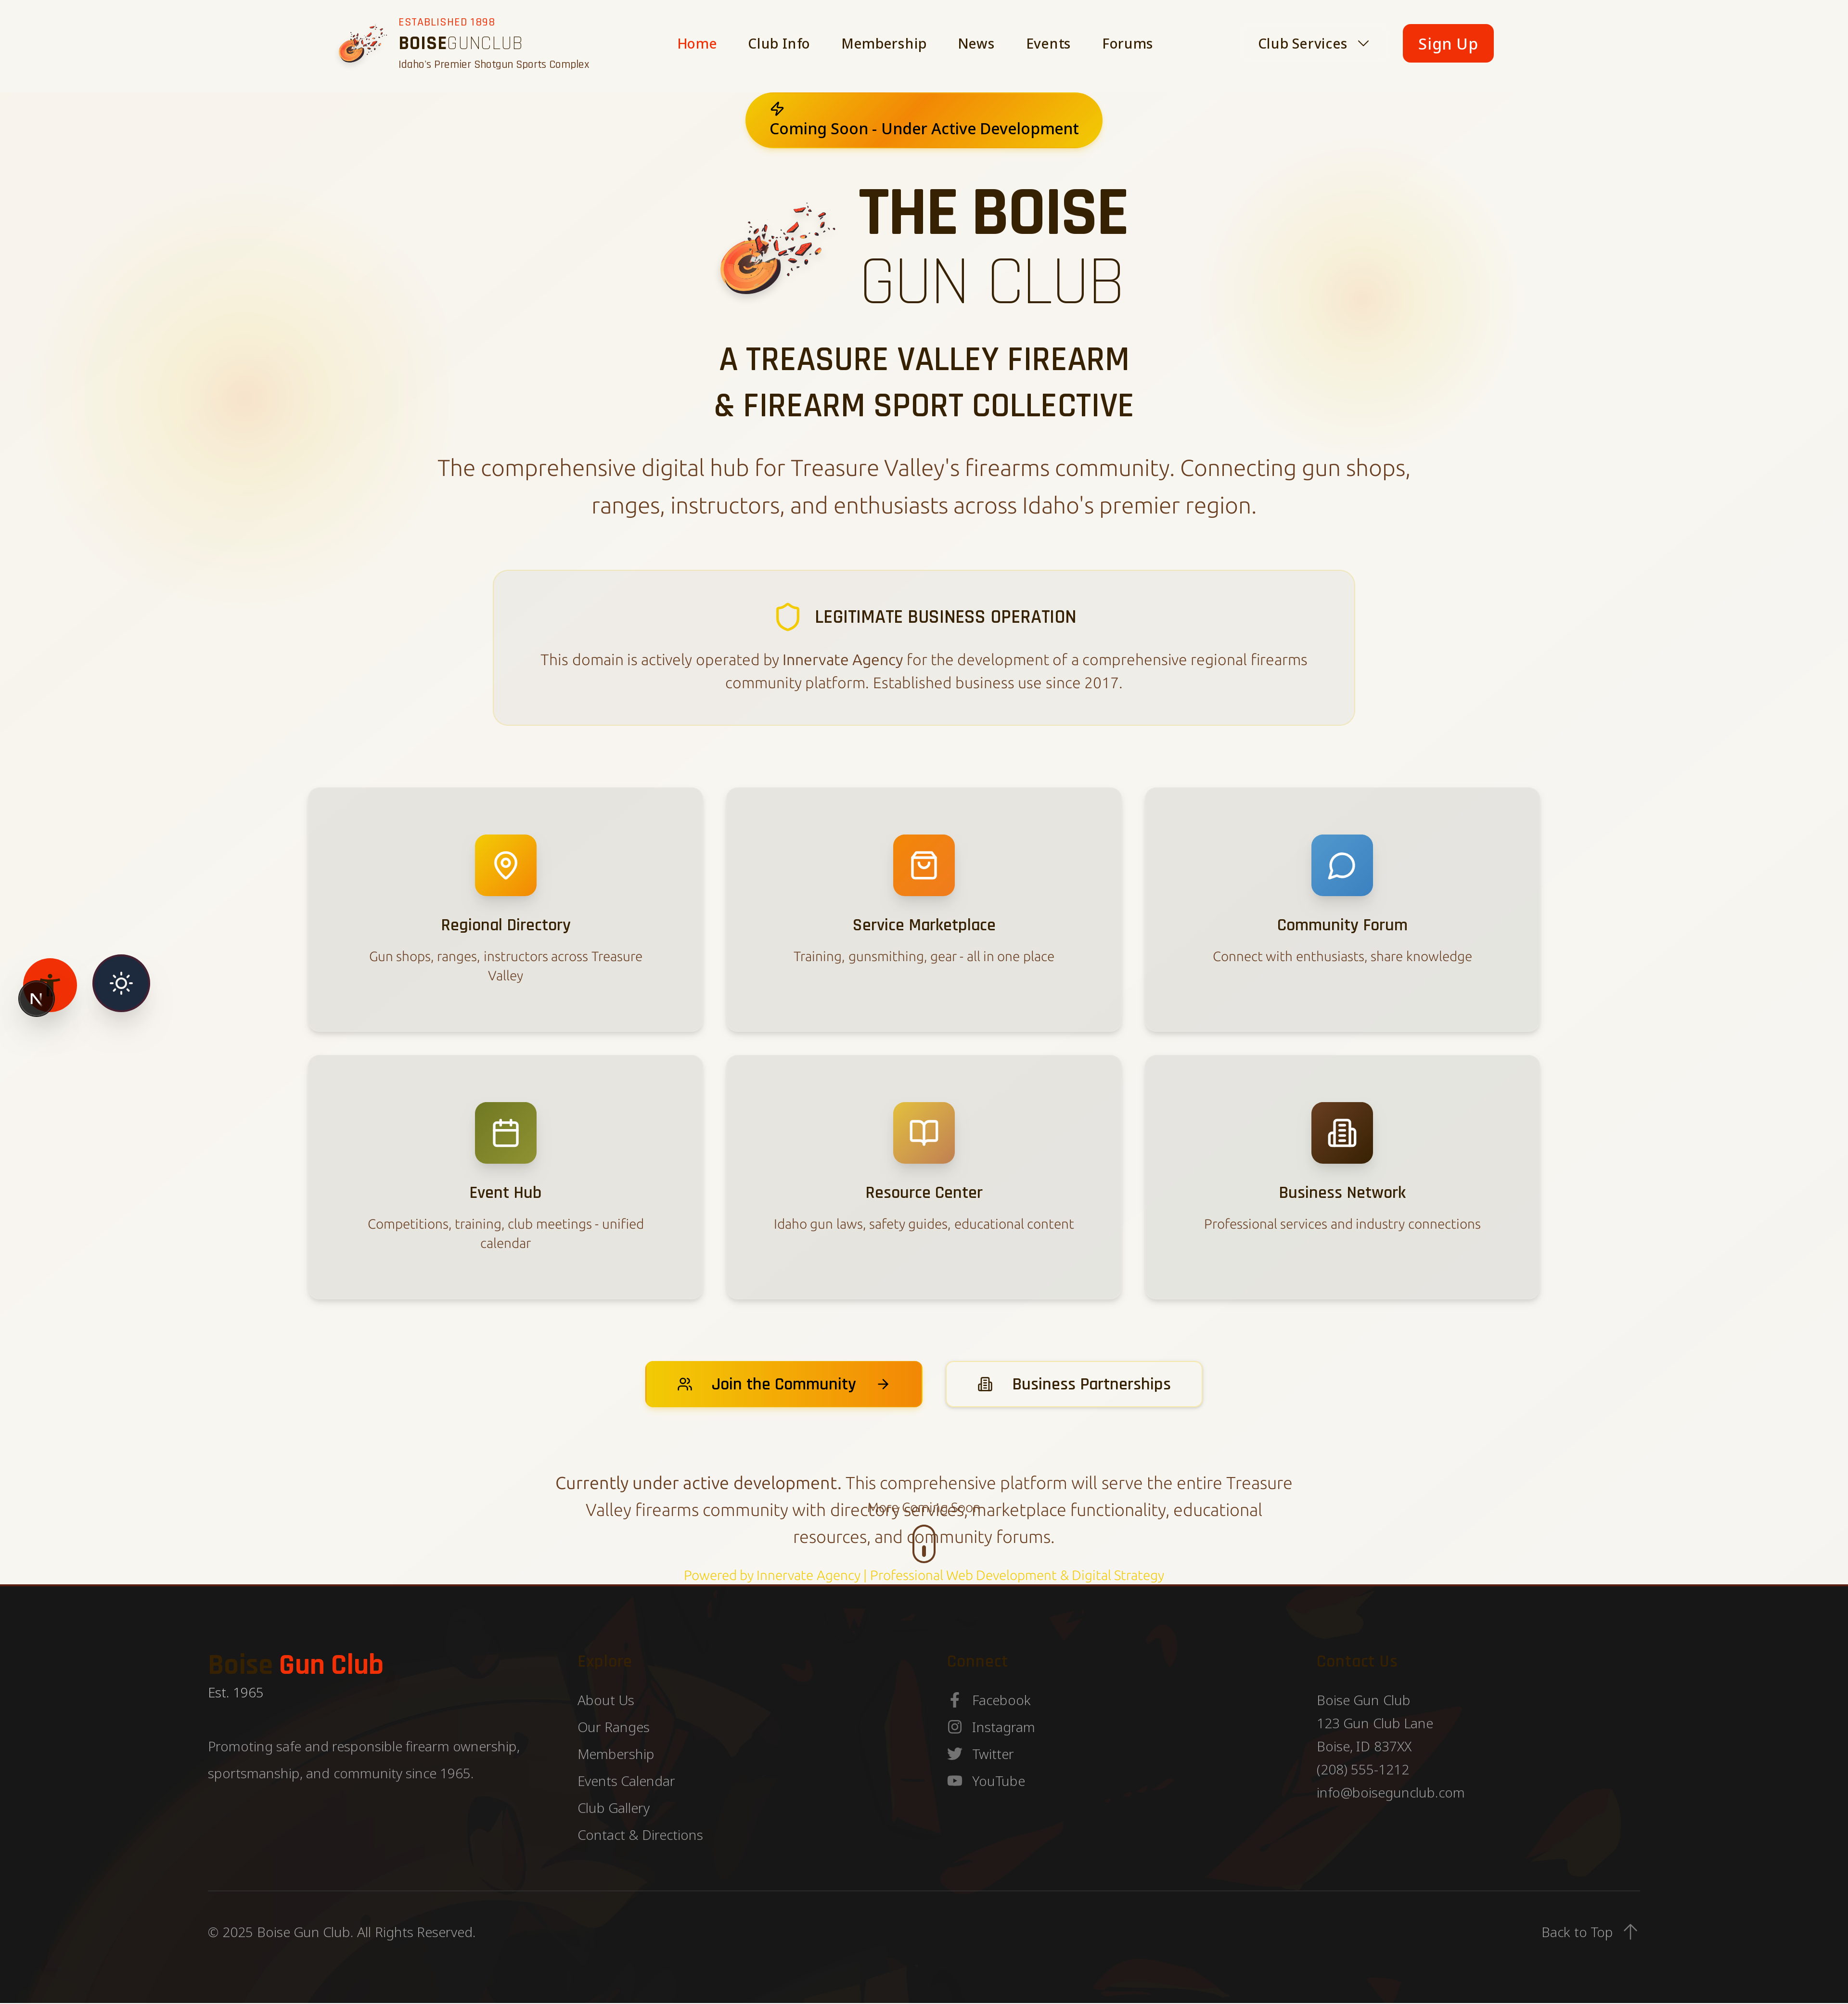 ESTABLISHED 1898
BOISEGUNCLUB
Idaho's Premier Shotgun Sports Complex
Home
Club Info
Membership
News
Events
Forums
Club Services
Sign Up
Coming Soon - Under Active Development
THE BOISE
GUN CLUB
A TREASURE VALLEY FIREARM
& FIREARM SPORT COLLECTIVE
The comprehensive digital hub for Treasure Valley's firearms community. Connecting gun shops,
ranges, instructors, and enthusiasts across Idaho's premier region.
LEGITIMATE BUSINESS OPERATION
This domain is actively operated by Innervate Agency for the development of a comprehensive regional firearms
community platform. Established business use since 2017.
Regional Directory
Gun shops, ranges, instructors across Treasure
Valley
Service Marketplace
Training, gunsmithing, gear - all in one place
Community Forum
Connect with enthusiasts, share knowledge
N
Event Hub
Competitions, training, club meetings - unified
calendar
Resource Center
Idaho gun laws, safety guides, educational content
Business Network
Professional services and industry connections
Join the Community
Business Partnerships
Currently under active development. This comprehensive platform will serve the entire Treasure
More Coming Soon
Valley firearms community with directory services, marketplace functionality, educational
resources, and community forums.
Powered by Innervate Agency | Professional Web Development & Digital Strategy
Boise Gun Club
Est. 1965
Promoting safe and responsible firearm ownership,
sportsmanship, and community since 1965.
Explore
About Us
Our Ranges
Membership
Events Calendar
Club Gallery
Contact & Directions
Connect
Facebook
Instagram
Twitter
YouTube
Contact Us
Boise Gun Club
123 Gun Club Lane
Boise, ID 837XX
(208) 555-1212
info@boisegunclub.com
© 2025 Boise Gun Club. All Rights Reserved.
Back to Top